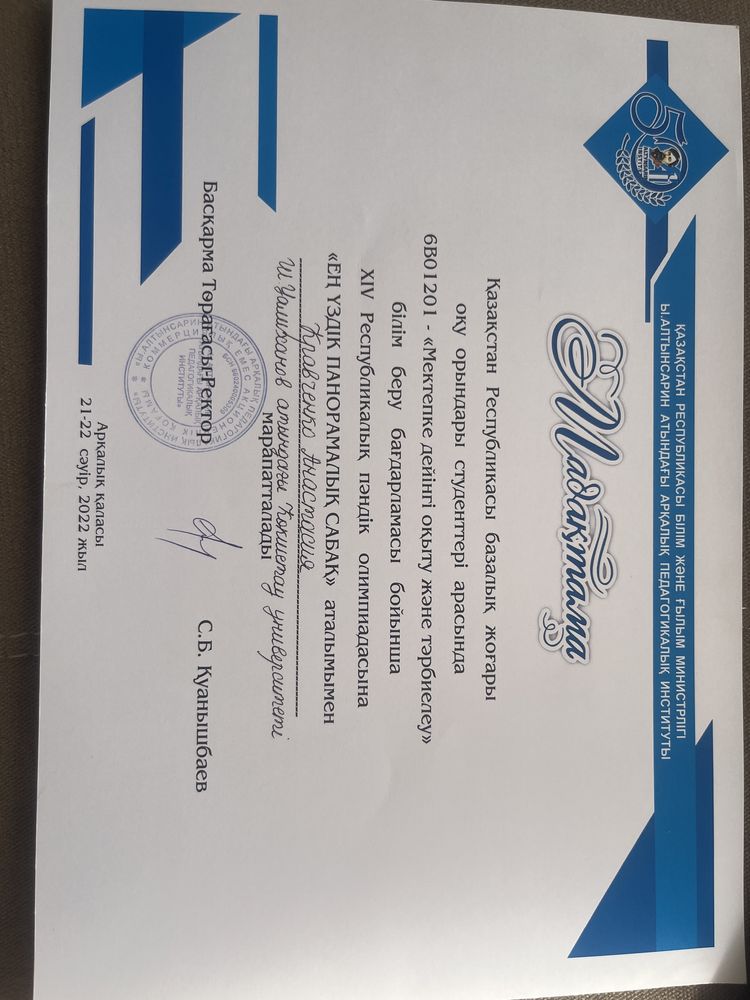 ҚАЗАҚСТАН РЕСПУБЛИКАСЫ БІЛІМ ЖӘНЕ ҒЫЛЫМ МИНИСТРЛІГІ
Ы.АЛТЫНСАРИН АТЫНДАҒЫ АРҚАЛЫҚ ПЕДАГОГИКАЛЫҚ ИНСТИТУТЫ
50
Мадақтама
Қазақстан Республикасы базалық жоғары
оқу орындары студенттері арасында
6В01201 - «Мектепке дейінгі оқыту және тәрбиелеу»
білім беру бағдарламасы бойынша
XIV Республикалық пәндік олимпиадасына
«ЕҢ ҮЗДІК ПАНОРАМАЛЫҚ САБАҚ» аталымымен
Кравченко Анастасия
Ш.Уәлиханов атындағы Көкшетау университеті
марапатталады
Басқарма Төрағасы-Ректор С.Б. Қуанышбаев
Арқалық қаласы
21-22 сәуір, 2022 жыл